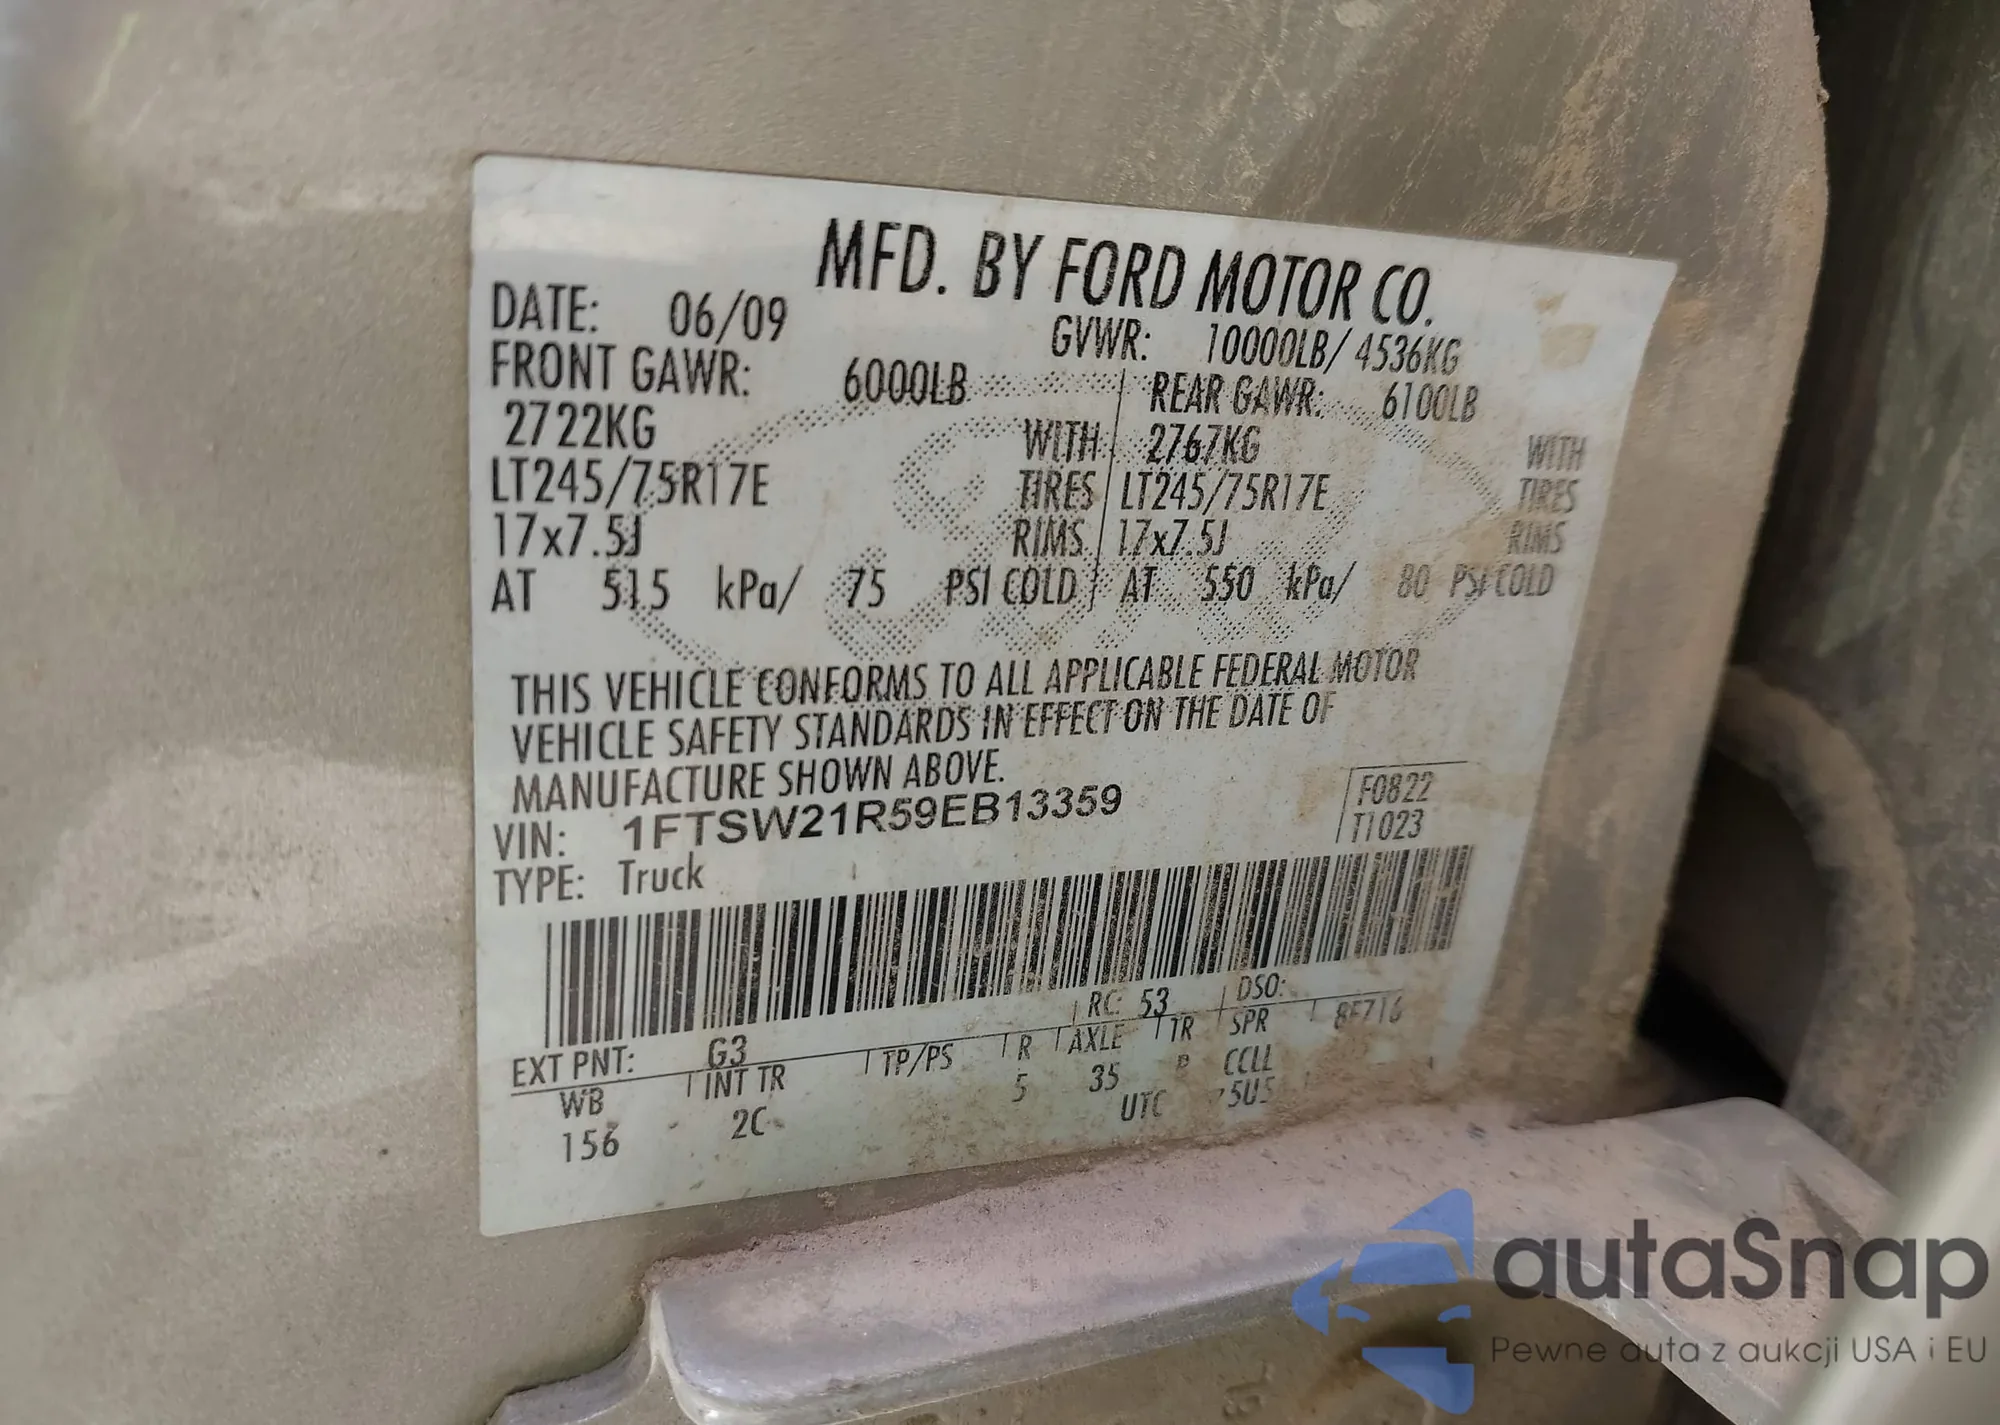 MFD. BY FORD MOTOR CO.
DATE: 06/09 GVWR: 10000LB/ 4536KG
FRONT GAWR: 6000LB REAR GAWR: 6100LB
2722KG WITH 2767KG WITH
LT245/75R17E TIRES LT245/75R17E TIRES
17x7.5J RIMS 17x7.5J RIMS
AT 515 kPa/ 75 PSI COLD AT 550 kPa/ 80 PSI COLD
THIS VEHICLE CONFORMS TO ALL APPLICABLE FEDERAL MOTOR
VEHICLE SAFETY STANDARDS IN EFFECT ON THE DATE OF
MANUFACTURE SHOWN ABOVE.
VIN: 1FTSW21R59EB13359
F0822
T1023
TYPE: Truck
EXT PNT: G3 RC: 53 DSO:
WB INT TR TP/PS R AXLE TR SPR 8F716
156 2C 5 35 CCLL
UTC
autaSnap
Pewne auta z aukcji USA i EU